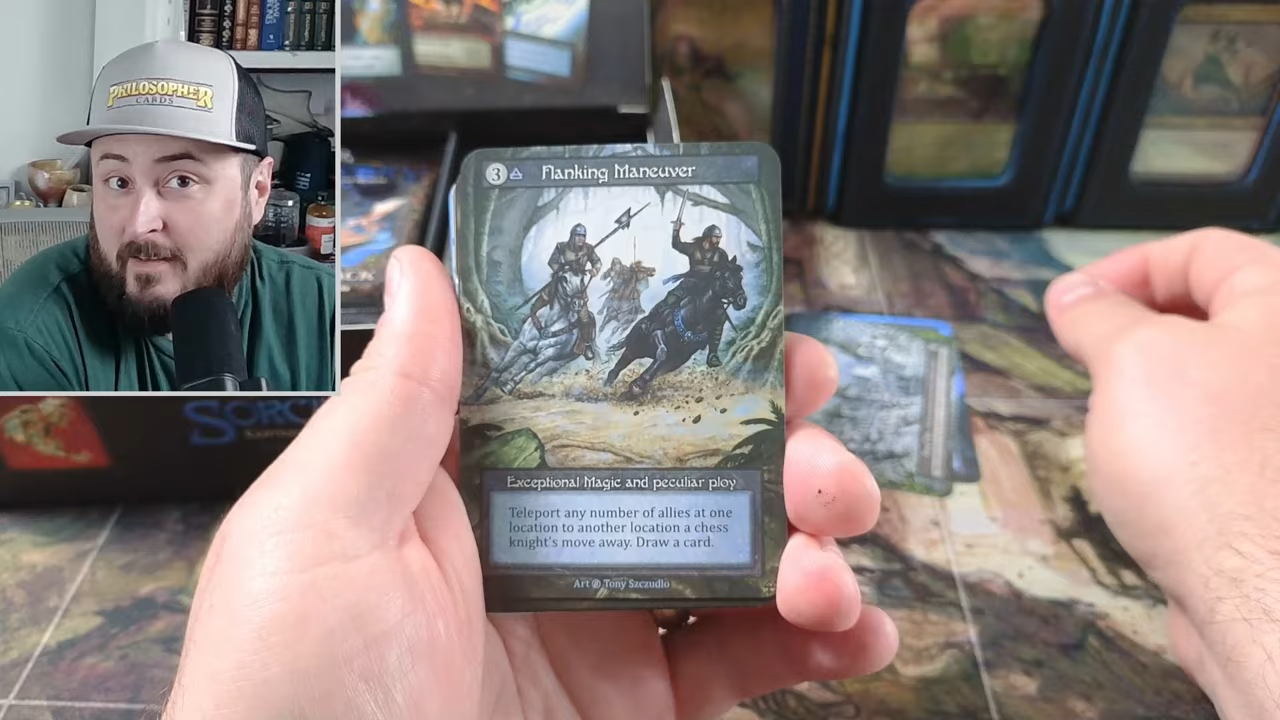 PHILOSOPHER
CARDS
3
Flanking Maneuver
Exceptional Magic and peculiar ploy
Teleport any number of allies at one
location to another location a chess
knight's move away. Draw a card.
Art Tony Szczudlo